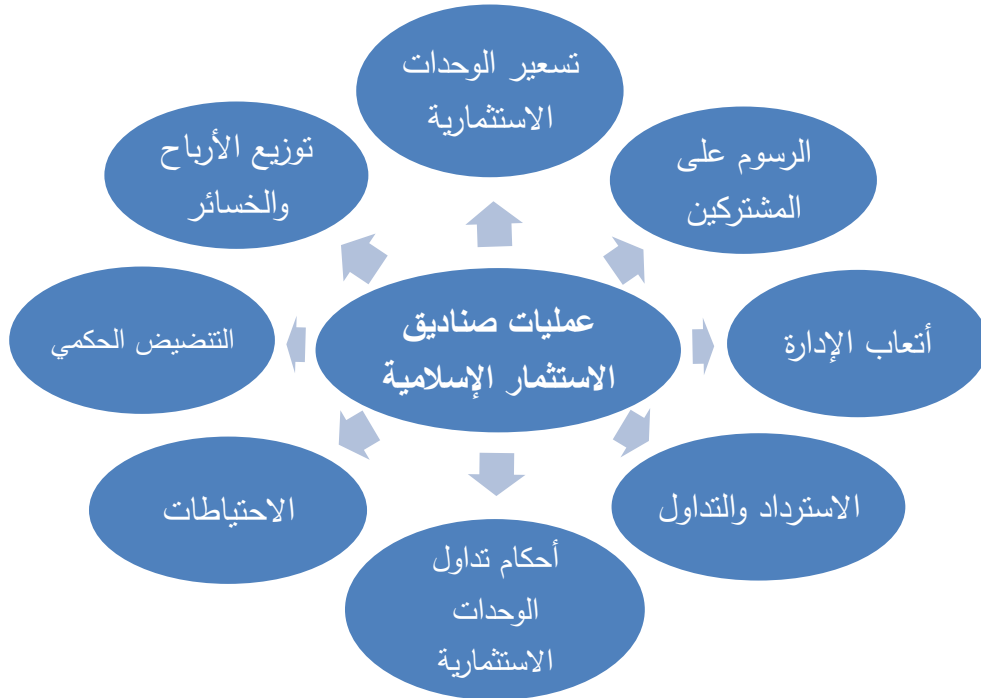 تسعير الوحدات
الاستثمارية
الرسوم على
المشتركين
توزيع الأرباح
والخسائر
عمليات صناديق
الاستثمار الإسلامية
أتعاب الإدارة
التنضيض الحكمي
الاسترداد والتداول
الاحتياطات
أحكام تداول
الوحدات
الاستثمارية